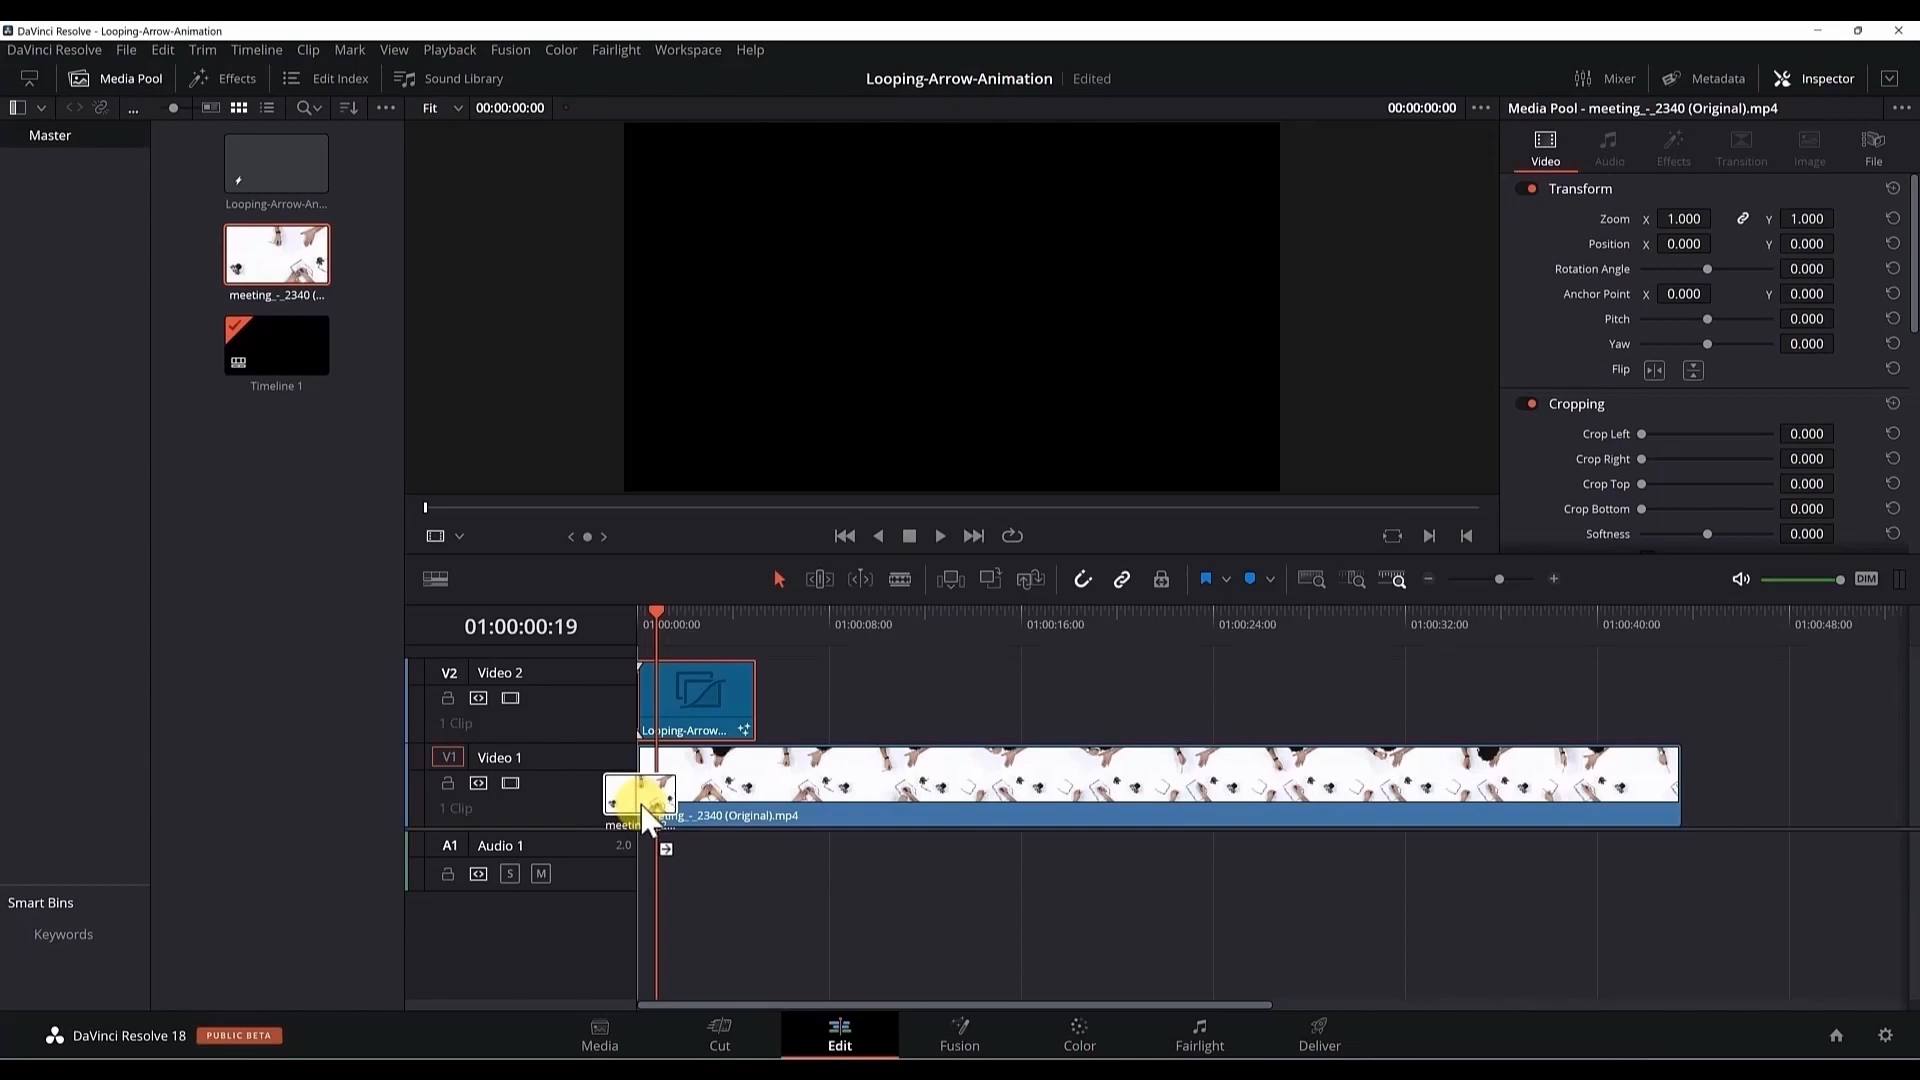 DaVinci Resolve - Looping-Arrow-Animation
DaVinci Resolve File Edit Trim Timeline Clip Mark View Playback Fusion Color Fairlight Workspace Help
Media Pool Effects Edit Index Sound Library Looping-Arrow-Animation Edited Mixer Metadata Inspector
Fit 00:00:00:00 00:00:00:00 Media Pool - meeting_-_2340 (Original).mp4
Master
Looping-Arrow-An...
meeting_-_2340 (...
Timeline 1
Video Audio Effects Transition Image File
Transform
Zoom X 1.000 Y 1.000
Position X 0.000 Y 0.000
Rotation Angle 0.000
Anchor Point X 0.000 Y 0.000
Pitch 0.000
Yaw 0.000
Flip
Cropping
Crop Left 0.000
Crop Right 0.000
Crop Top 0.000
Crop Bottom 0.000
Softness 0.000
DIM
01:00:00:19
01:00:00:00 01:00:08:00 01:00:16:00 01:00:24:00 01:00:32:00 01:00:40:00 01:00:48:00
V2 Video 2
1 Clip
Looping-Arrow...
V1 Video 1
1 Clip
_-_2340 (Original).mp4
A1 Audio 1 2.0
S M
Smart Bins
Keywords
DaVinci Resolve 18 PUBLIC BETA
Media Cut Edit Fusion Color Fairlight Deliver